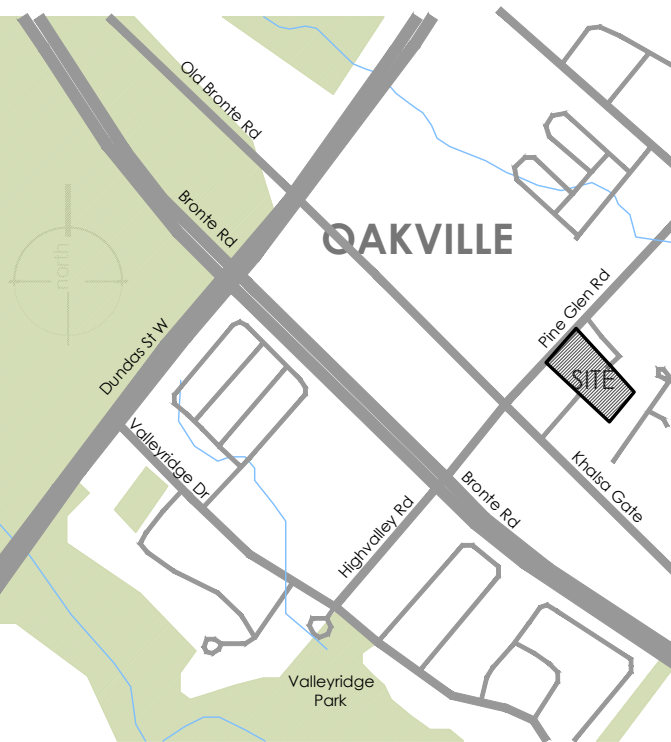 Old Bronte Rd
Bronte Rd
OAKVILLE
north
Pine Glen Rd
Dundas St W
SITE
Valleyridge Dr
Khalsa Gate
Bronte Rd
Highvalley Rd
Valleyridge
Park